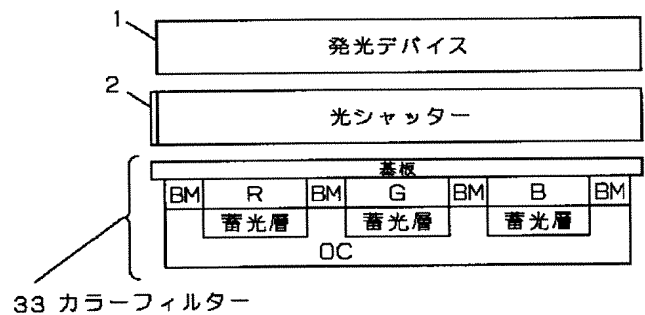 1
発光デバイス
2
光シャッター
基板
BM R BM G BM B BM
蓄光層 蓄光層 蓄光層
OC
33 カラーフィルター